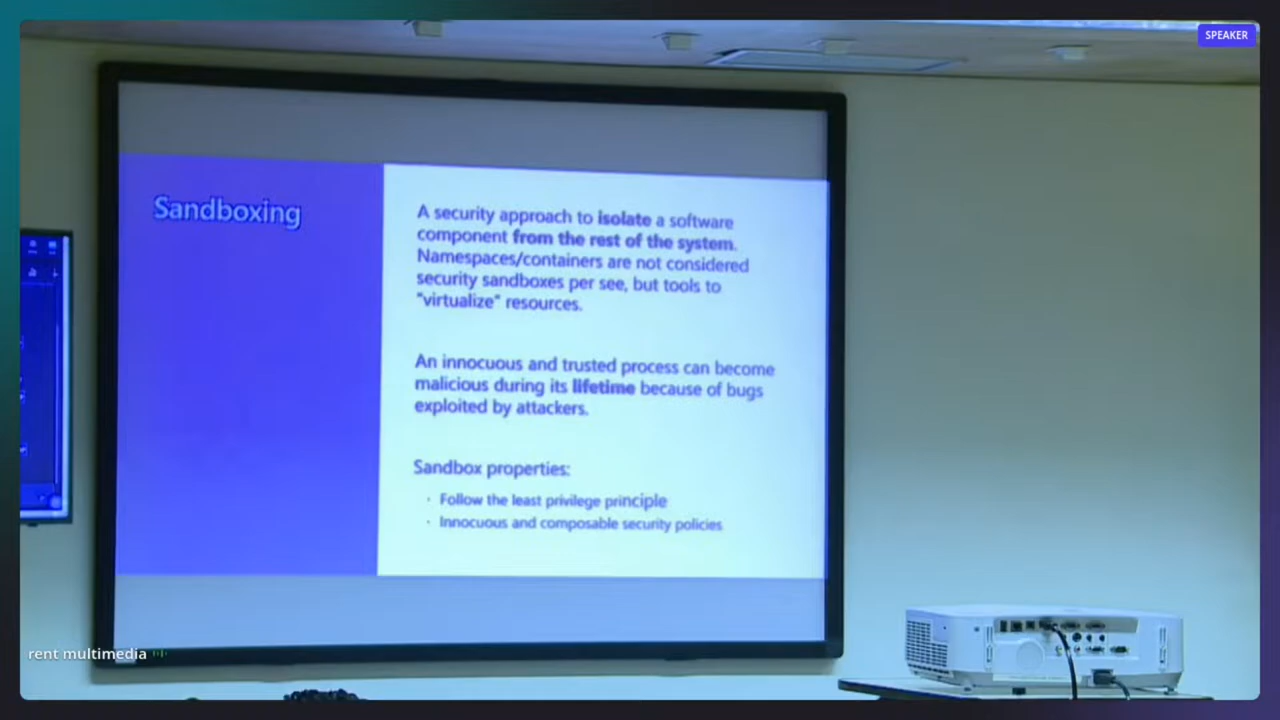 SPEAKER
Sandboxing
A security approach to isolate a software
component from the rest of the system.
Namespaces/containers are not considered
security sandboxes per see, but tools to
"virtualize" resources.
An innocuous and trusted process can become
malicious during its lifetime because of bugs
exploited by attackers.
Sandbox properties:
· Follow the least privilege principle
· Innocuous and composable security policies
rent multimedia